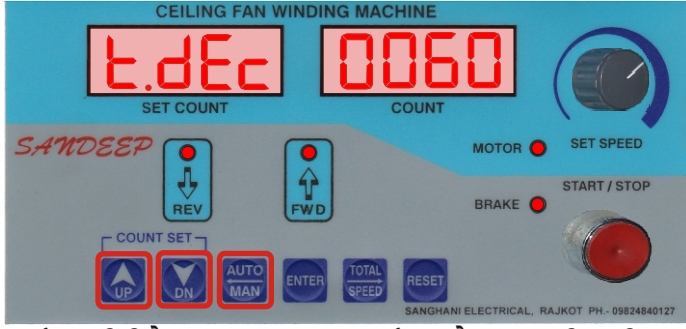 CEILING FAN WINDING MACHINE
t.dEc 0060
SET COUNT COUNT
SANDEEP
MOTOR SET SPEED
REV FWD
BRAKE START / STOP
COUNT SET
UP DN AUTO MAN ENTER TOTAL SPEED RESET
SANGHANI ELECTRICAL, RAJKOT PH.- 09824840127